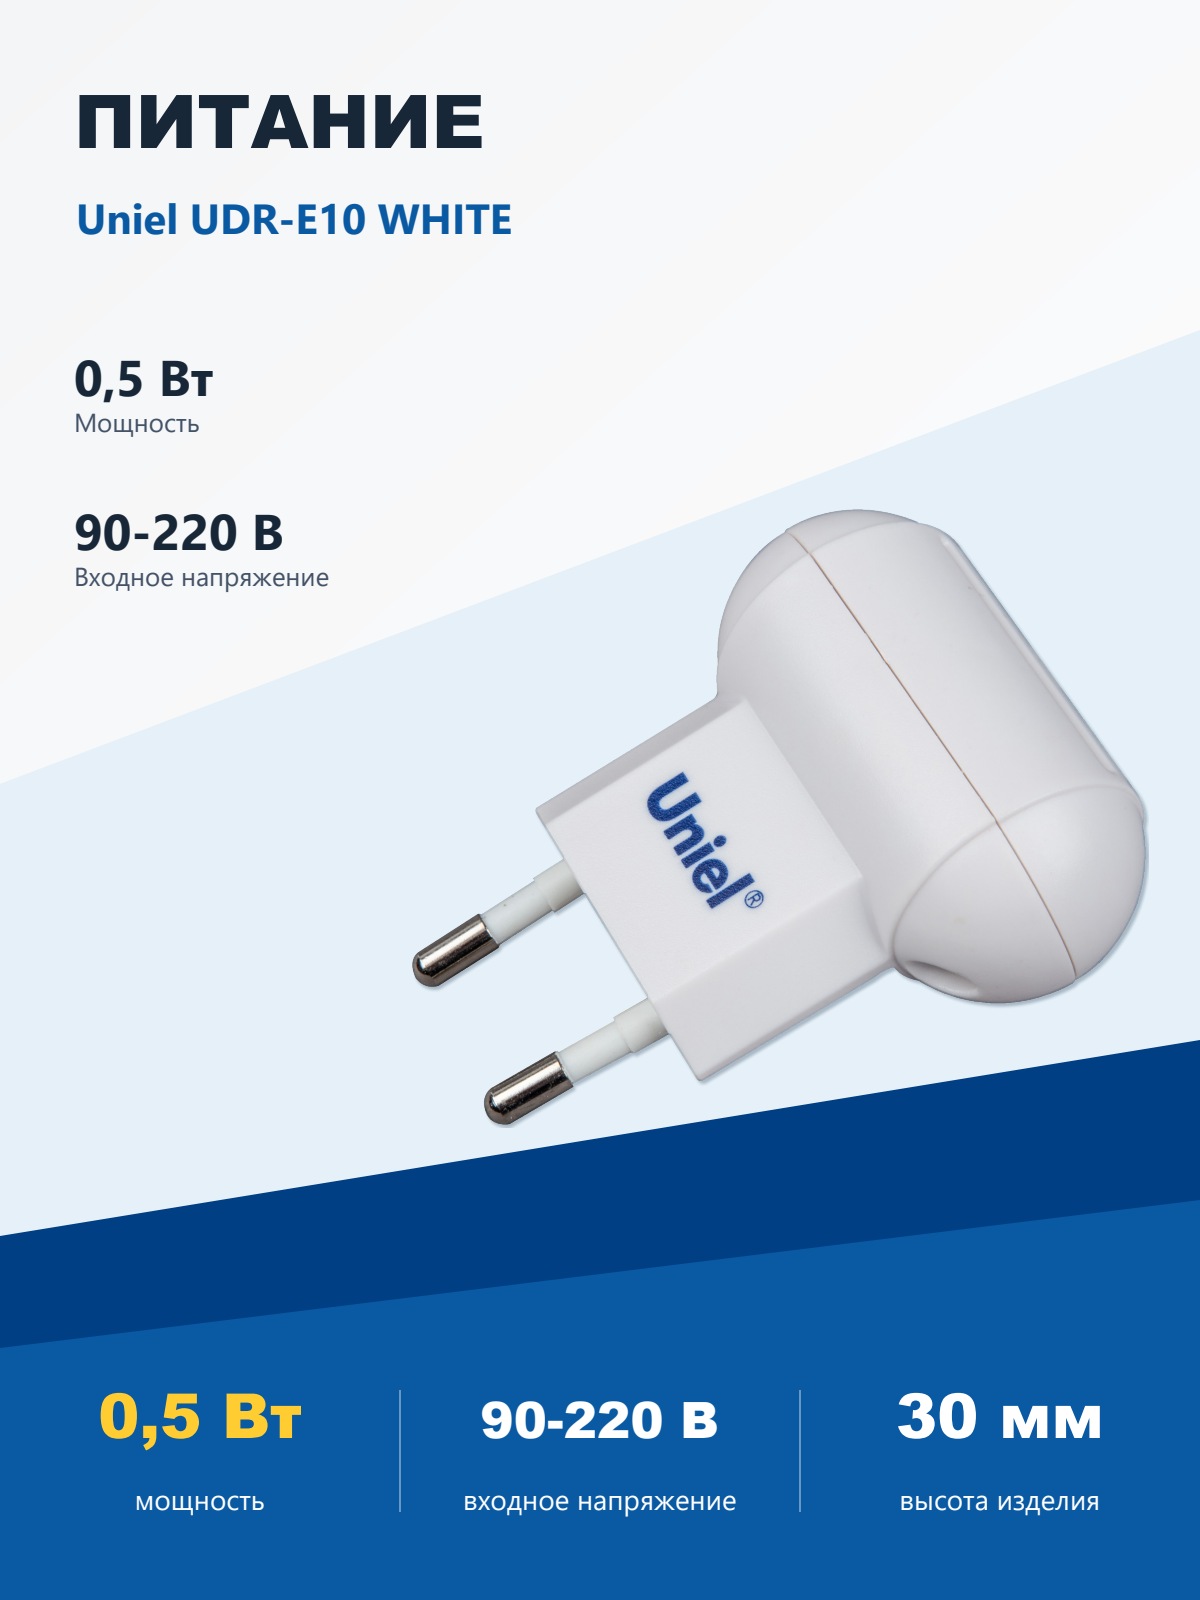 ПИТАНИЕ
Uniel UDR-E10 WHITE
0,5 Вт
Мощность
90-220 В
Входное напряжение
Uniel®
0,5 Вт
мощность
90-220 В
входное напряжение
30 мм
высота изделия